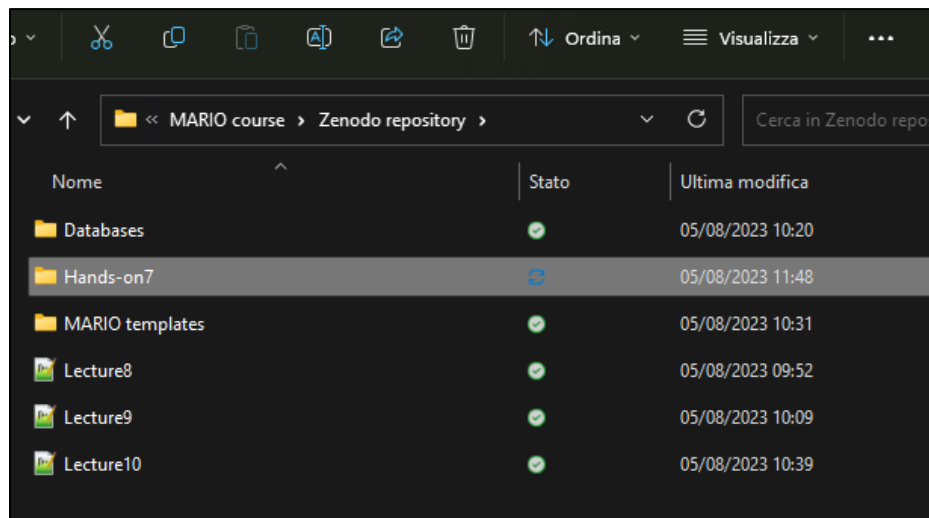 Ordina Visualizza
« MARIO course > Zenodo repository > Cerca in Zenodo repo
Nome Stato Ultima modifica
Databases 05/08/2023 10:20
Hands-on7 05/08/2023 11:48
MARIO templates 05/08/2023 10:31
Lecture8 05/08/2023 09:52
Lecture9 05/08/2023 10:09
Lecture10 05/08/2023 10:39